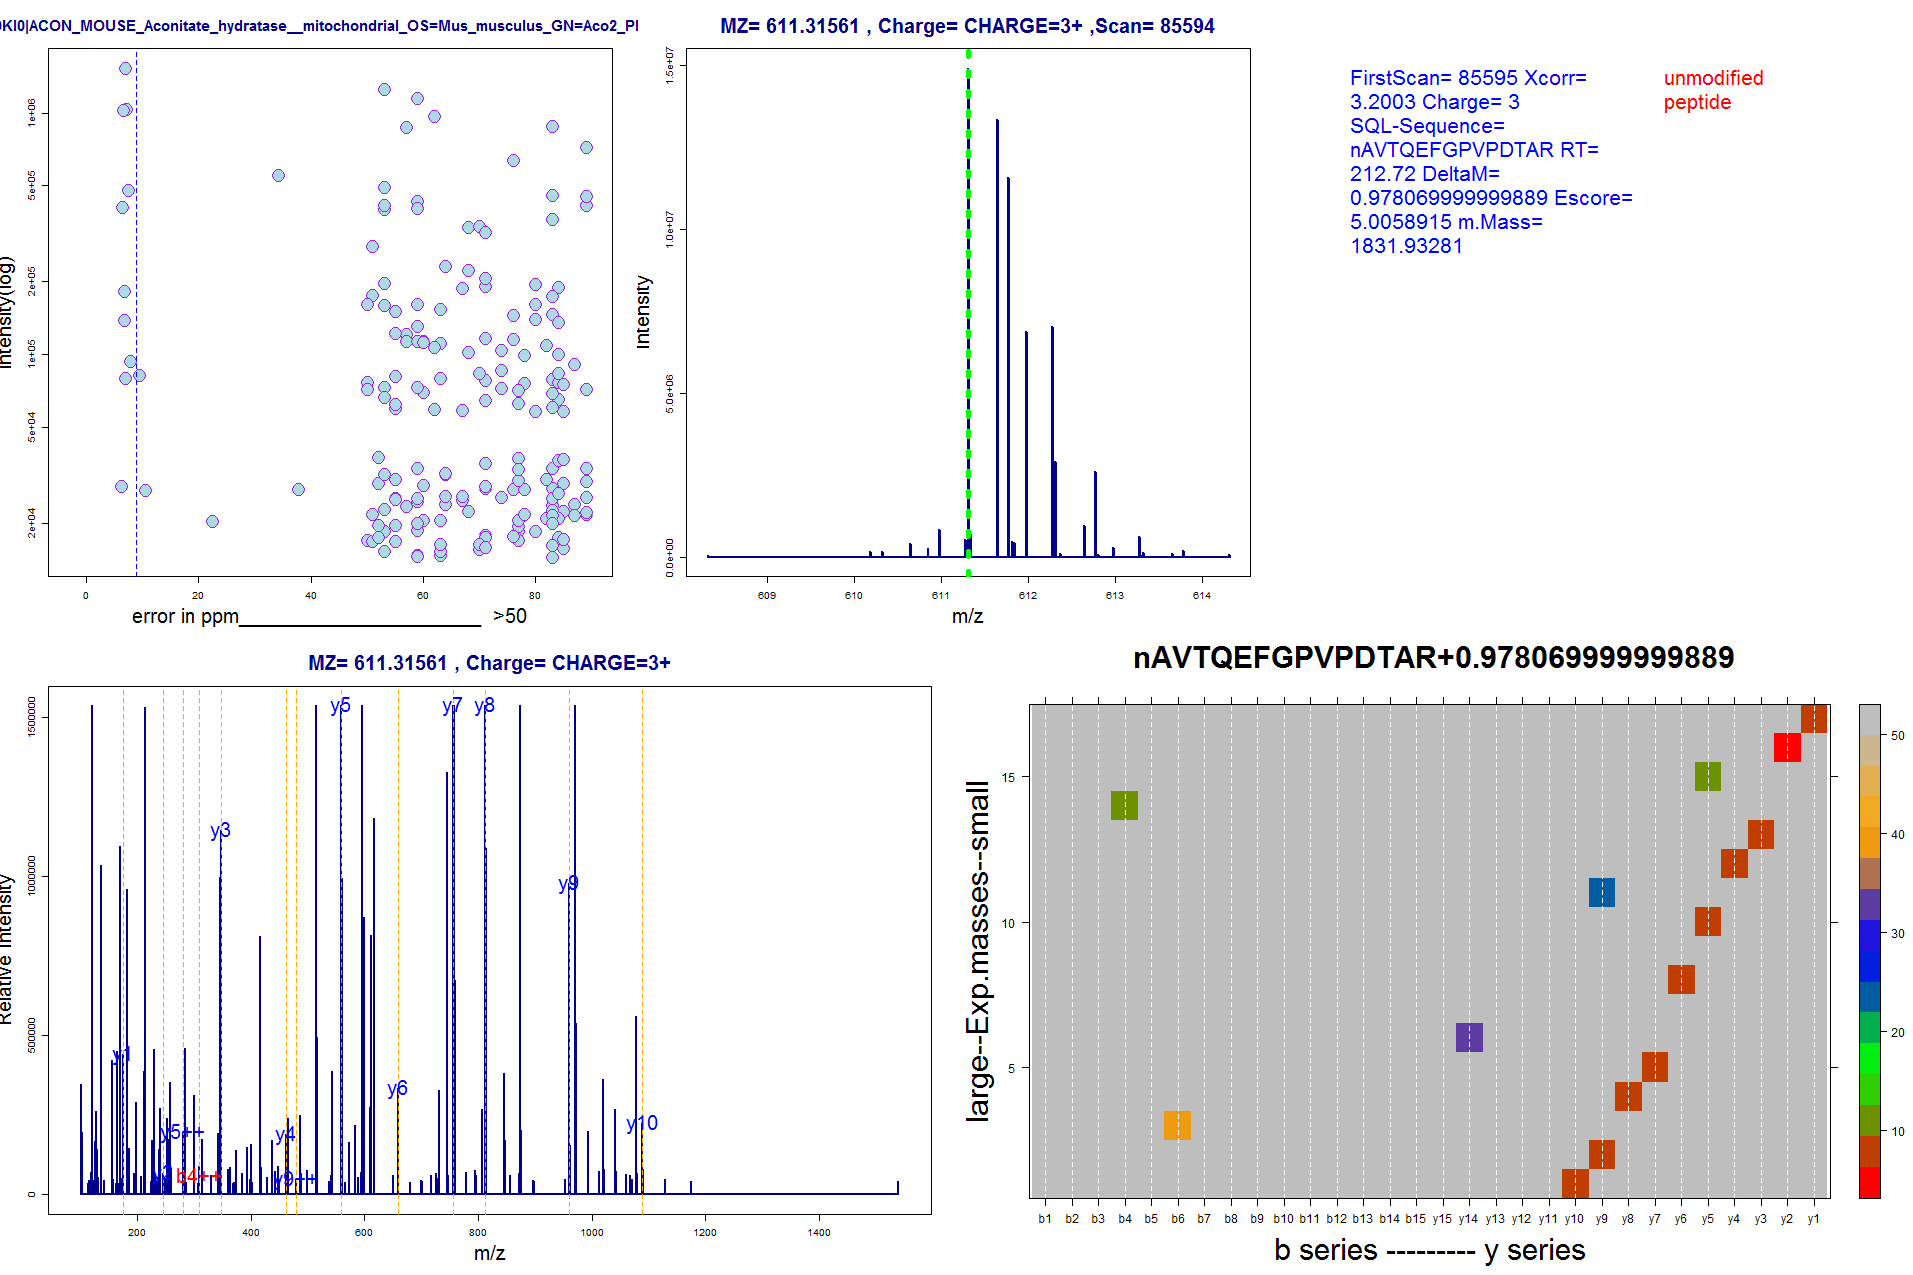 0KI0|ACON_MOUSE_Aconitate_hydratase__mitochondrial_OS=Mus_musculus_GN=Aco2_PI
1e+06
5e+05
2e+05
1e+05
5e+04
2e+04
Intensity(log)
0 20 40 60 80
error in ppm______________________ >50
MZ= 611.31561 , Charge= CHARGE=3+ ,Scan= 85594
1.5e+07
1.0e+07
5.0e+06
0.0e+00
Intensity
609 610 611 612 613 614
m/z
FirstScan= 85595 Xcorr=
3.2003 Charge= 3
SQL-Sequence=
nAVTQEFGPVPDTAR RT=
212.72 DeltaM=
0.978069999999889 Escore=
5.0058915 m.Mass=
1831.93281
unmodified
peptide
MZ= 611.31561 , Charge= CHARGE=3+
1500000
1000000
500000
0
Relative Intensity
y5 y7 y8
y3
y9
y1
y6
y10
y5++ y4
b4++ y9++
200 400 600 800 1000 1200 1400
m/z
nAVTQEFGPVPDTAR+0.978069999999889
large--Exp.masses--small
15
10
5
b1 b2 b3 b4 b5 b6 b7 b8 b9 b10 b11 b12 b13 b14 b15 y15 y14 y13 y12 y11 y10 y9 y8 y7 y6 y5 y4 y3 y2 y1
b series --------- y series
50
40
30
20
10